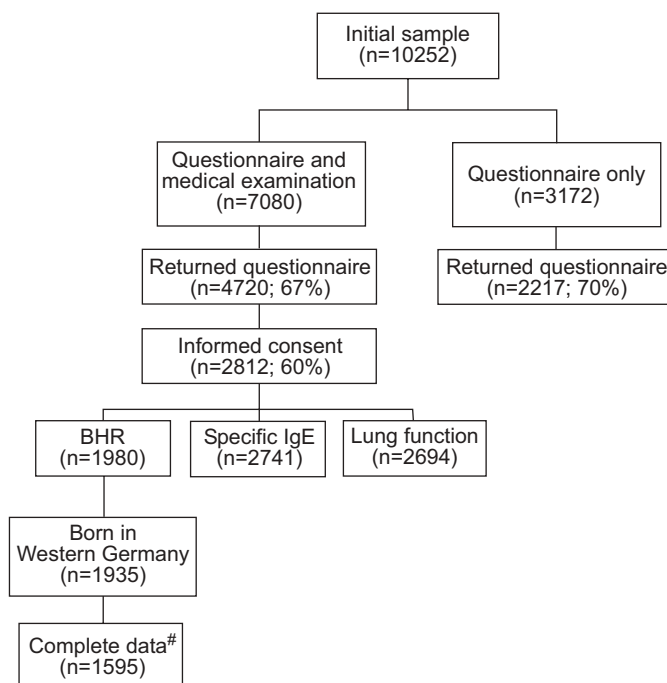 Initial sample
(n=10252)
Questionnaire and
medical examination
(n=7080)
Questionnaire only
(n=3172)
Returned questionnaire
(n=4720; 67%)
Returned questionnaire
(n=2217; 70%)
Informed consent
(n=2812; 60%)
BHR
(n=1980)
Specific IgE
(n=2741)
Lung function
(n=2694)
Born in
Western Germany
(n=1935)
Complete data#
(n=1595)